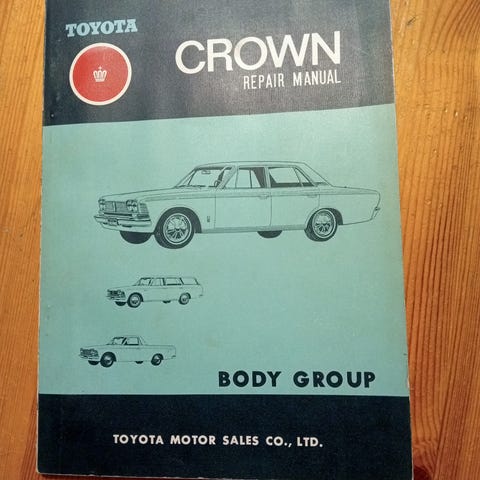 TOYOTA
CROWN
REPAIR MANUAL
BODY GROUP
TOYOTA MOTOR SALES CO., LTD.